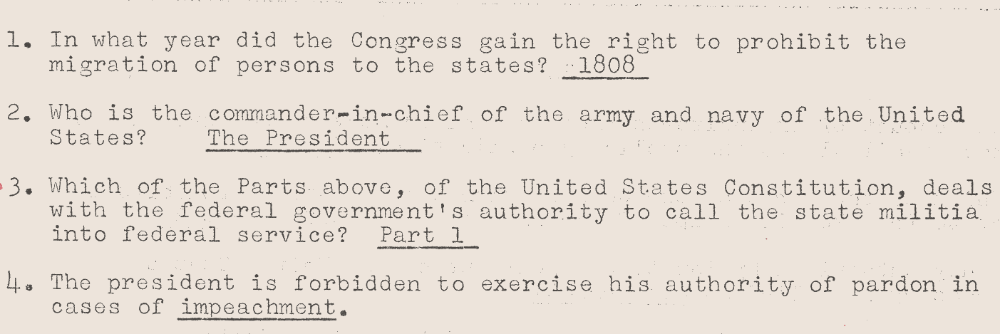 1. In what year did the Congress gain the right to prohibit the
migration of persons to the states? 1808
2. Who is the commander-in-chief of the army and navy of the United
States? The President
3. Which of the Parts above, of the United States Constitution, deals
with the federal government's authority to call the state militia
into federal service? Part 1
4. The president is forbidden to exercise his authority of pardon in
cases of impeachment.